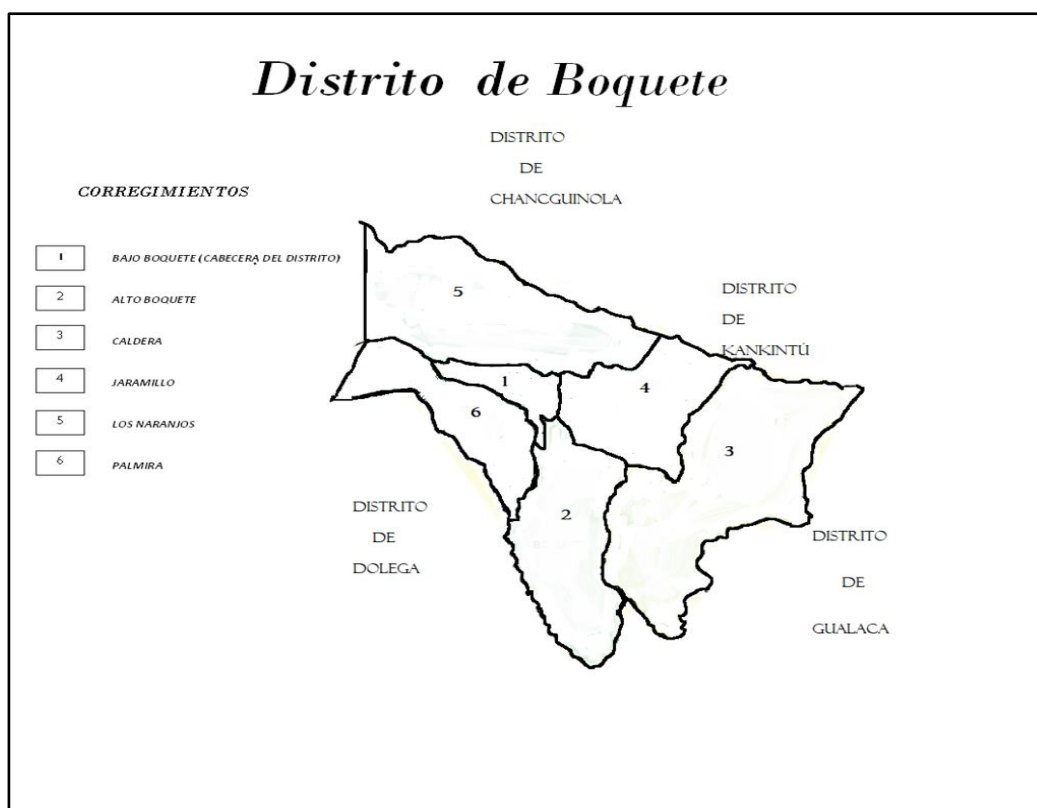 Distrito de Boquete
DISTRITO
DE
CHANCGUINOLA
CORREGIMIENTOS
1 BAJO BOQUETE (CABECERA DEL DISTRITO)
2 ALTO BOQUETE
3 CALDERA
4 JARAMILLO
5 LOS NARANJOS
6 PALMIRA
5
DISTRITO
DE
KANKINTÚ
1
4
6
3
2
DISTRITO
DE
DOLEGA
DISTRITO
DE
GUALACA